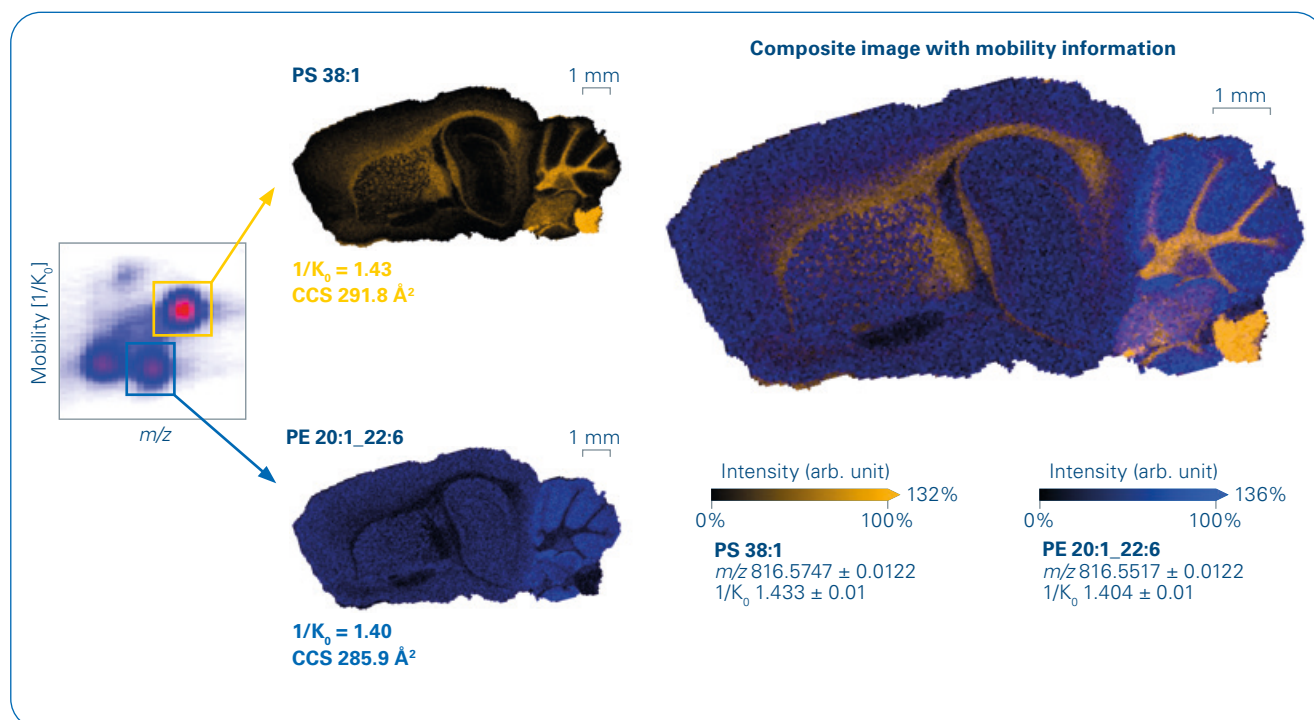 Composite image with mobility information
PS 38:1
1 mm
1 mm
1/K₀ = 1.43
CCS 291.8 Å²
Mobility [1/K₀]
m/z
PE 20:1_22:6
1 mm
1/K₀ = 1.40
CCS 285.9 Å²
Intensity (arb. unit)
132%
0%
100%
PS 38:1
m/z 816.5747 ± 0.0122
1/K₀ 1.433 ± 0.01
Intensity (arb. unit)
136%
0%
100%
PE 20:1_22:6
m/z 816.5517 ± 0.0122
1/K₀ 1.404 ± 0.01